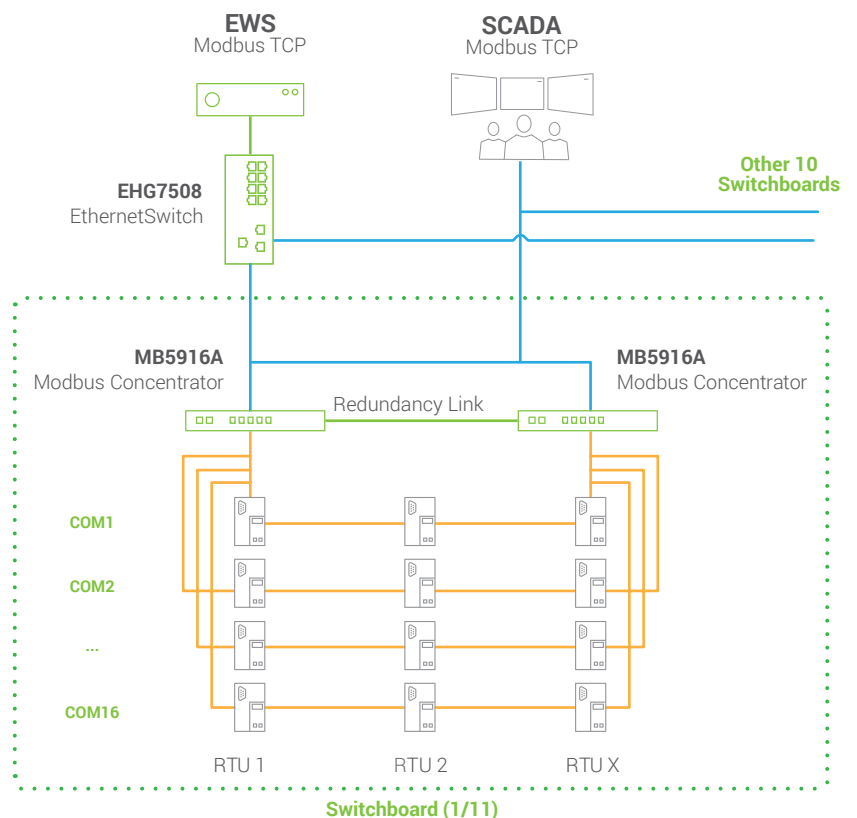 EWS
Modbus TCP
SCADA
Modbus TCP
Other 10
Switchboards
EHG7508
EthernetSwitch
MB5916A
Modbus Concentrator
MB5916A
Modbus Concentrator
Redundancy Link
COM1
COM2
...
COM16
RTU 1
RTU 2
RTU X
Switchboard (1/11)